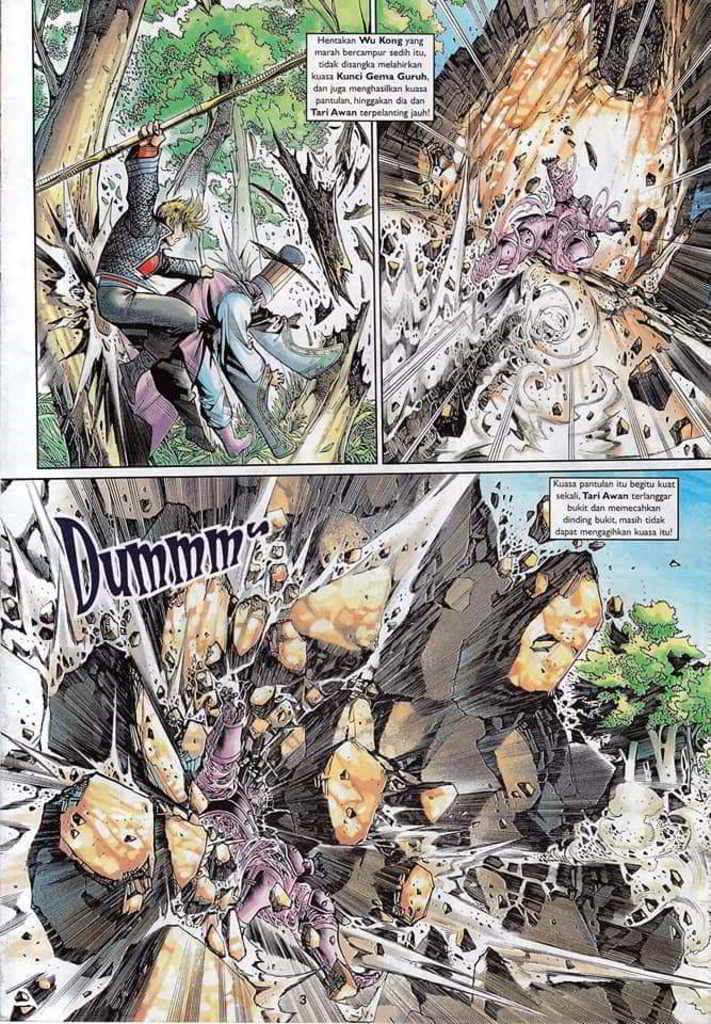 Hentakan Wu Kong yang
marah bercampur sedih itu,
tidak disangka melahirkan
kuasa Kunci Gema Guruh,
dan juga menghasilkan kuasa
pantulan, hinggakan dia dan
Tari Awan terpelanting jauh!
Kuasa pantulan itu begitu kuat
sekali, Tari Awan terlanggar
bukit dan memecahkan
dinding bukit, masih tidak
dapat mengagihkan kuasa itu!
Dummm~
3